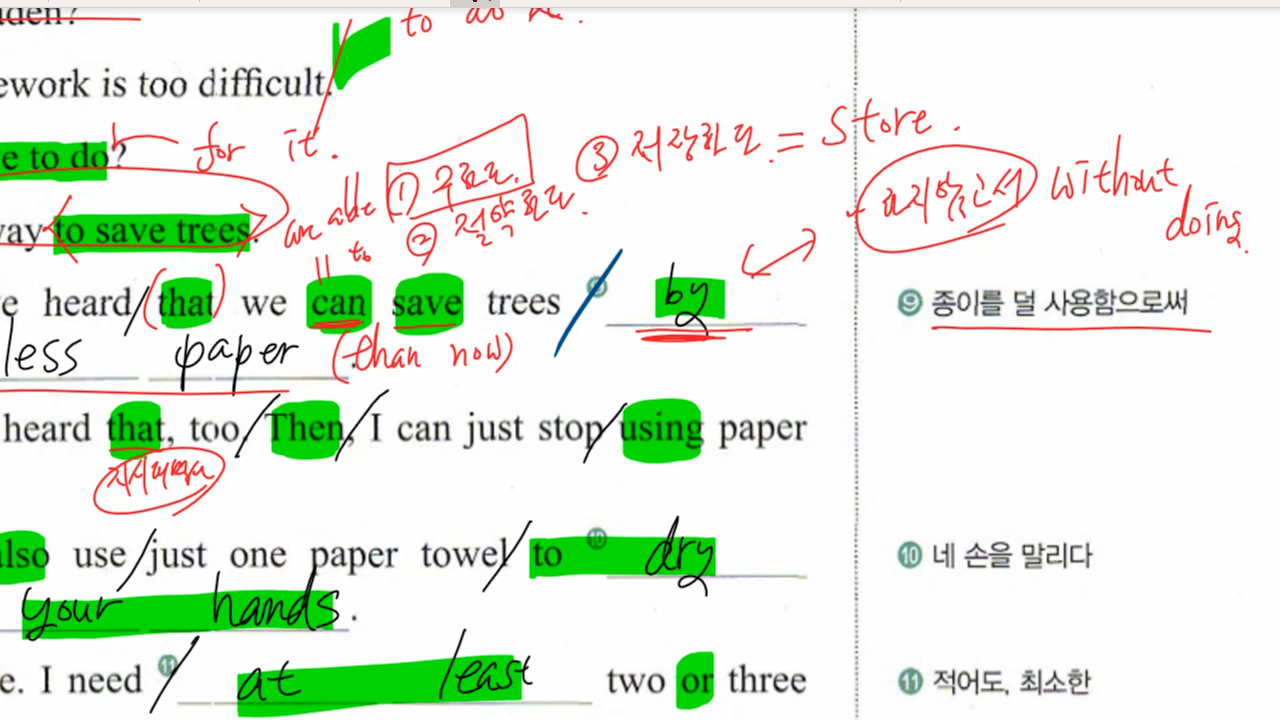 to do it.
ework is too difficult.
e to do? for it.
③ 저장하다. = Store.
are able to ① 구하다.
② 절약하다.
~하지 않고서 without doing.
way to save trees.
e heard (that) we can save trees ⑨ by
⑨ 종이를 덜 사용함으로써
less paper (than now)
heard that, too. Then, I can just stop using paper
지시대명사
also use just one paper towel to ⑩ dry
⑩ 네 손을 말리다
your hands.
e. I need ⑪ at least two or three
⑪ 적어도, 최소한